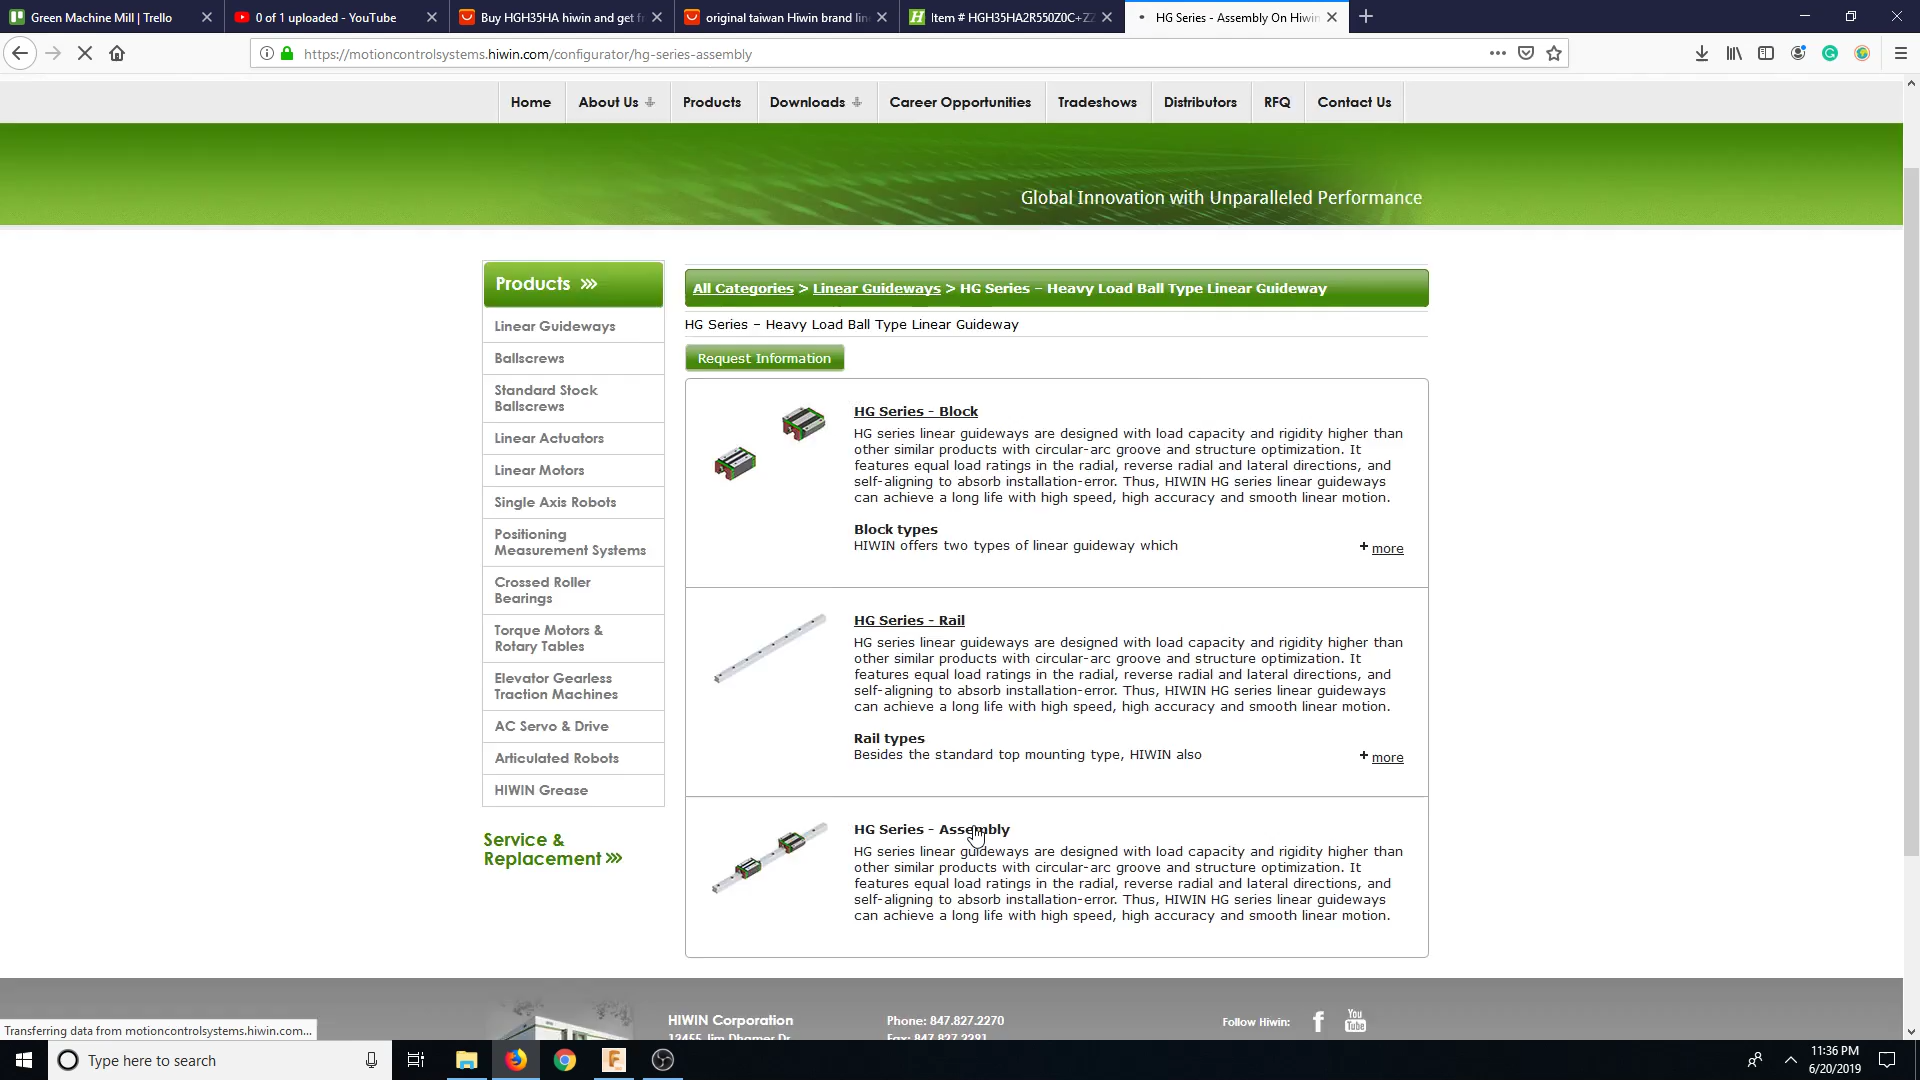 Green Machine Mill | Trello
0 of 1 uploaded - YouTube
Buy HGH35HA hiwin and get fr
original taiwan Hiwin brand line
Item # HGH35HA2R550Z0C+ZZ
HG Series - Assembly On Hiwin
https://motioncontrolsystems.hiwin.com/configurator/hg-series-assembly
Home
About Us
Products
Downloads
Career Opportunities
Tradeshows
Distributors
RFQ
Contact Us
Global Innovation with Unparalleled Performance
Products
Linear Guideways
Ballscrews
Standard Stock
Ballscrews
Linear Actuators
Linear Motors
Single Axis Robots
Positioning
Measurement Systems
Crossed Roller
Bearings
Torque Motors &
Rotary Tables
Elevator Gearless
Traction Machines
AC Servo & Drive
Articulated Robots
HIWIN Grease
Service &
Replacement
All Categories > Linear Guideways > HG Series – Heavy Load Ball Type Linear Guideway
HG Series – Heavy Load Ball Type Linear Guideway
Request Information
HG Series - Block
HG series linear guideways are designed with load capacity and rigidity higher than
other similar products with circular-arc groove and structure optimization. It
features equal load ratings in the radial, reverse radial and lateral directions, and
self-aligning to absorb installation-error. Thus, HIWIN HG series linear guideways
can achieve a long life with high speed, high accuracy and smooth linear motion.
Block types
HIWIN offers two types of linear guideway which
+ more
HG Series - Rail
HG series linear guideways are designed with load capacity and rigidity higher than
other similar products with circular-arc groove and structure optimization. It
features equal load ratings in the radial, reverse radial and lateral directions, and
self-aligning to absorb installation-error. Thus, HIWIN HG series linear guideways
can achieve a long life with high speed, high accuracy and smooth linear motion.
Rail types
Besides the standard top mounting type, HIWIN also
+ more
HG Series - Assembly
HG series linear guideways are designed with load capacity and rigidity higher than
other similar products with circular-arc groove and structure optimization. It
features equal load ratings in the radial, reverse radial and lateral directions, and
self-aligning to absorb installation-error. Thus, HIWIN HG series linear guideways
can achieve a long life with high speed, high accuracy and smooth linear motion.
HIWIN Corporation
12455 Jim Dhamer Dr
Phone: 847.827.2270
Fax: 847.827.2291
Follow Hiwin:
f
You
Tube
Transferring data from motioncontrolsystems.hiwin.com...
Type here to search
11:36 PM
6/20/2019